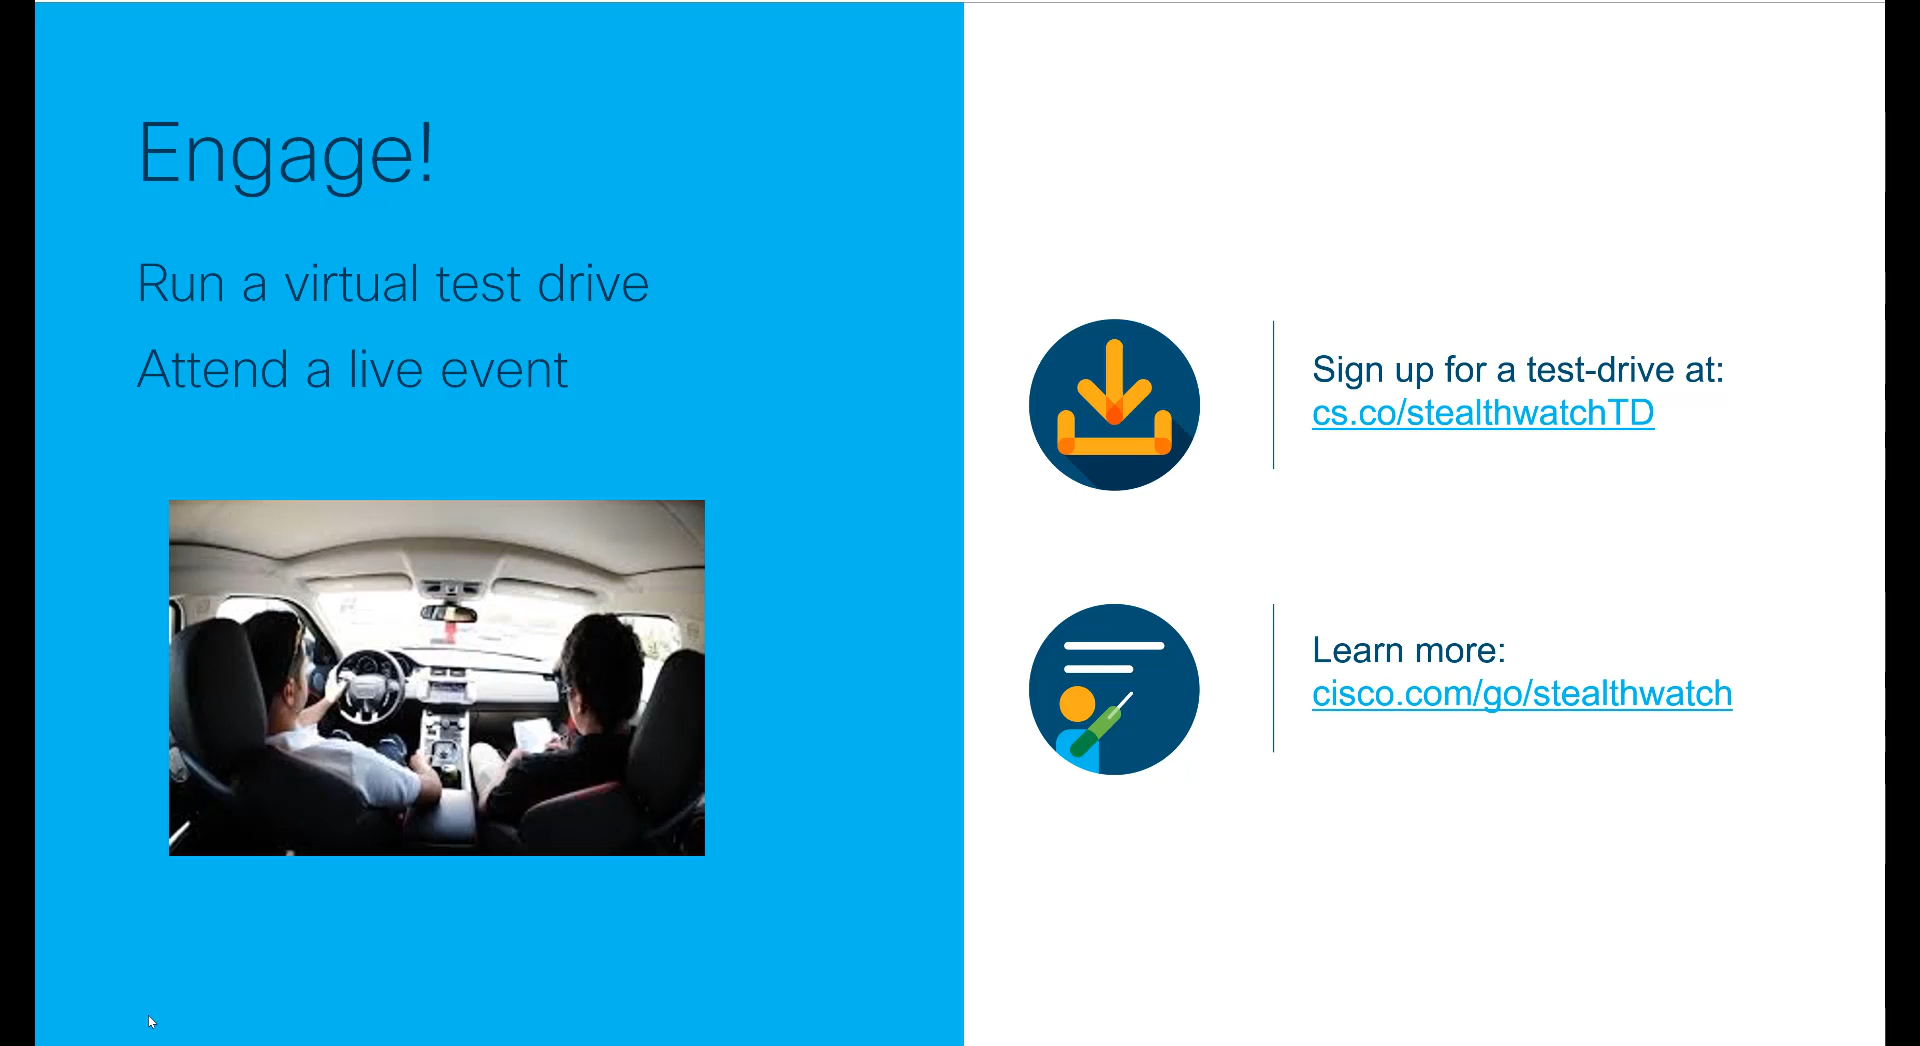 Engage!
Run a virtual test drive
Attend a live event
Sign up for a test-drive at:
cs.co/stealthwatchTD
Learn more:
cisco.com/go/stealthwatch